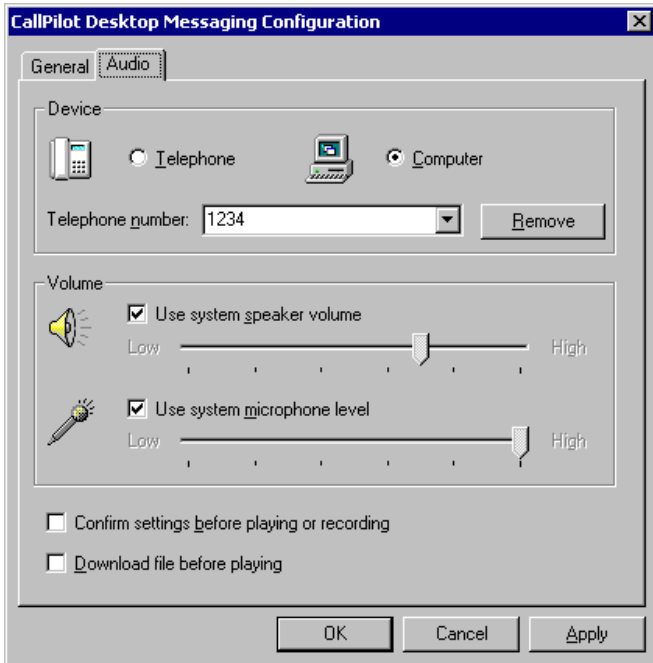 CallPilot Desktop Messaging Configuration
General Audio
Device
Telephone Computer
Telephone number: 1234 Remove
Volume
Use system speaker volume
Low High
Use system microphone level
Low High
Confirm settings before playing or recording
Download file before playing
OK Cancel Apply